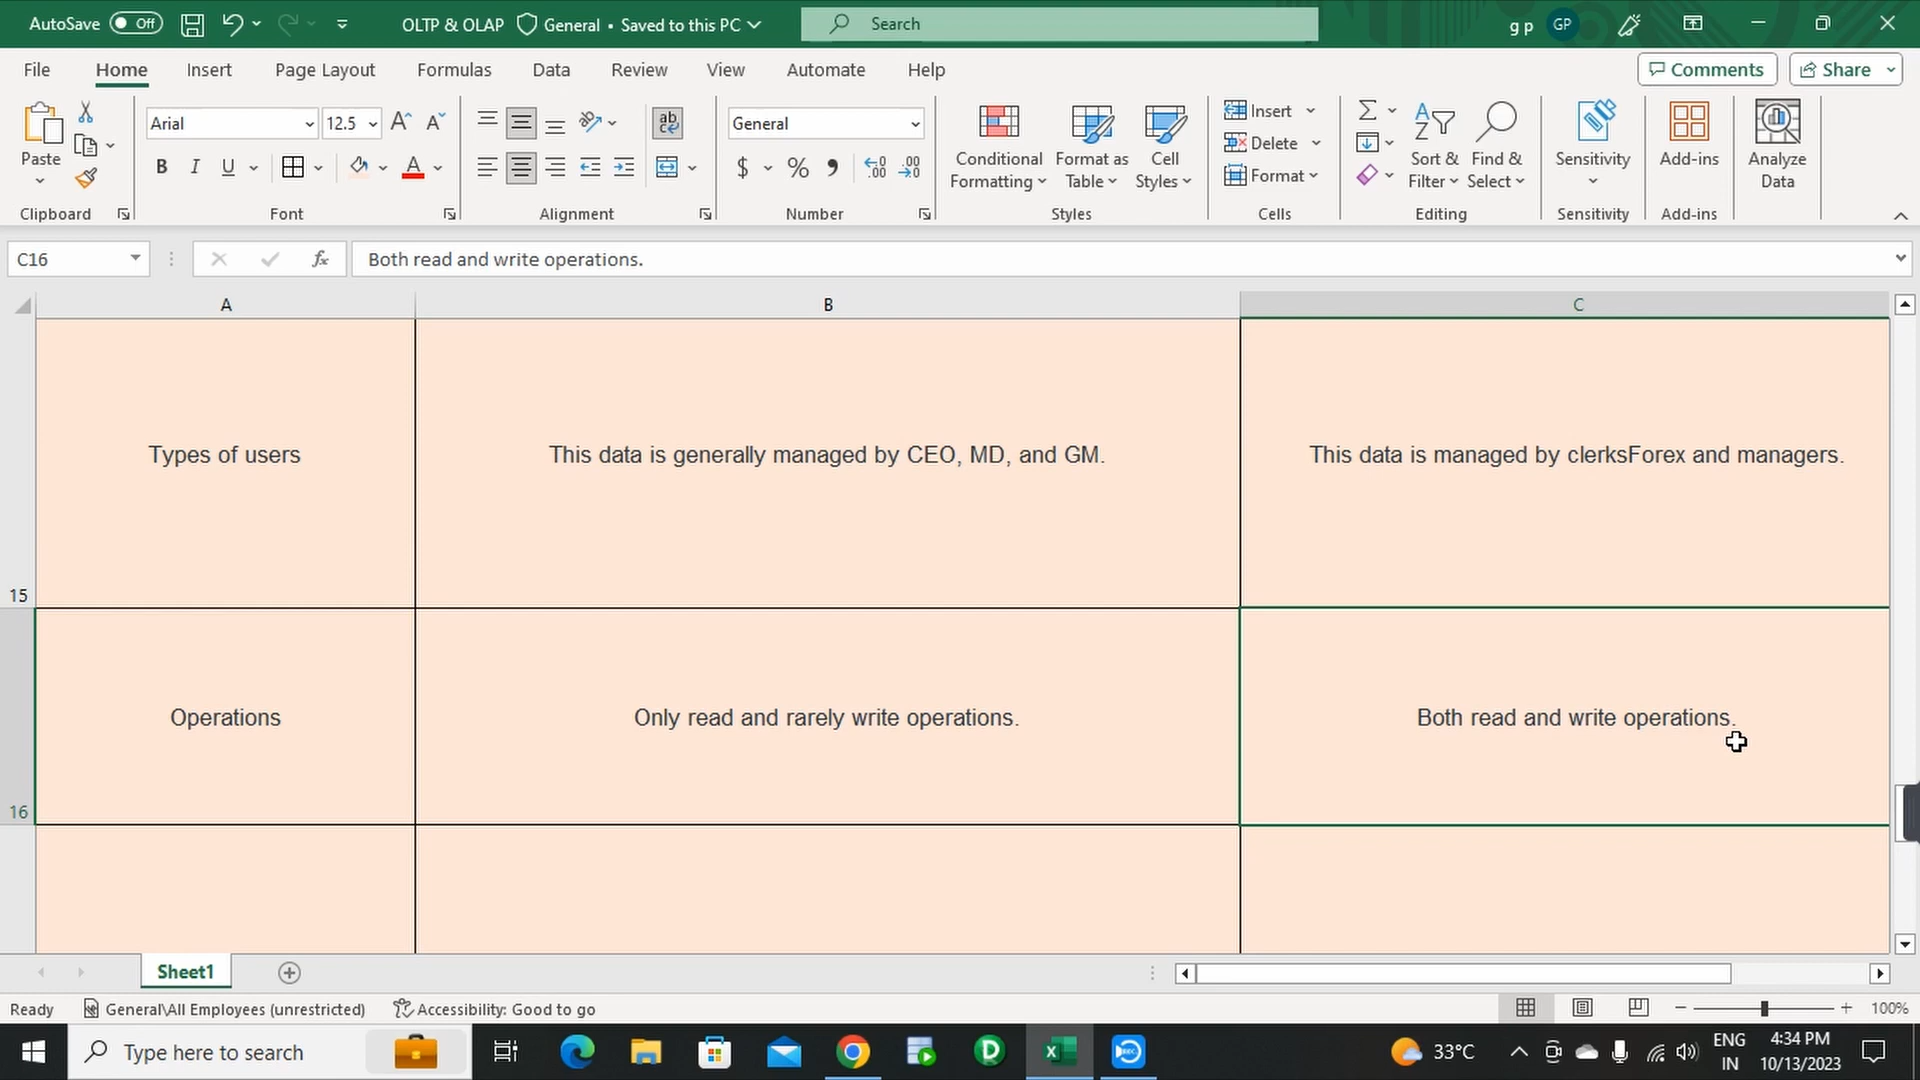 AutoSave Off OLTP & OLAP General • Saved to this PC Search g p GP
File Home Insert Page Layout Formulas Data Review View Automate Help Comments Share
Paste Arial 12.5 General Conditional Formatting Format as Table Cell Styles Insert Delete Format Sort & Filter Find & Select Sensitivity Add-ins Analyze Data
Clipboard Font Alignment Number Styles Cells Editing Sensitivity Add-ins
C16 fx Both read and write operations.
A B C
Types of users This data is generally managed by CEO, MD, and GM. This data is managed by clerksForex and managers.
15
Operations Only read and rarely write operations. Both read and write operations.
16
Sheet1
Ready General\All Employees (unrestricted) Accessibility: Good to go 100%
Type here to search 33°C ENG IN 4:34 PM 10/13/2023